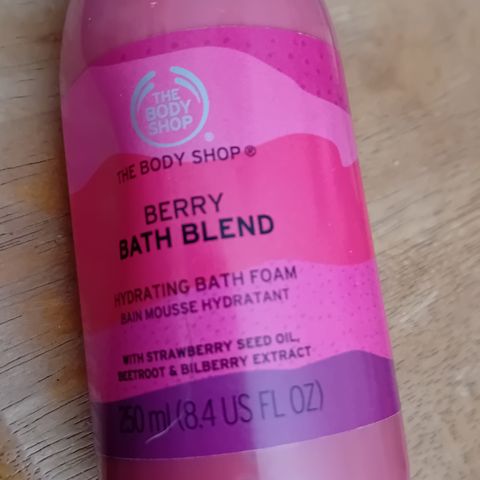 THE
BODY
SHOP
®
THE BODY SHOP®
BERRY
BATH BLEND
HYDRATING BATH FOAM
BAIN MOUSSE HYDRATANT
WITH STRAWBERRY SEED OIL,
BEETROOT & BILBERRY EXTRACT
250 ml (8.4 US FL OZ)